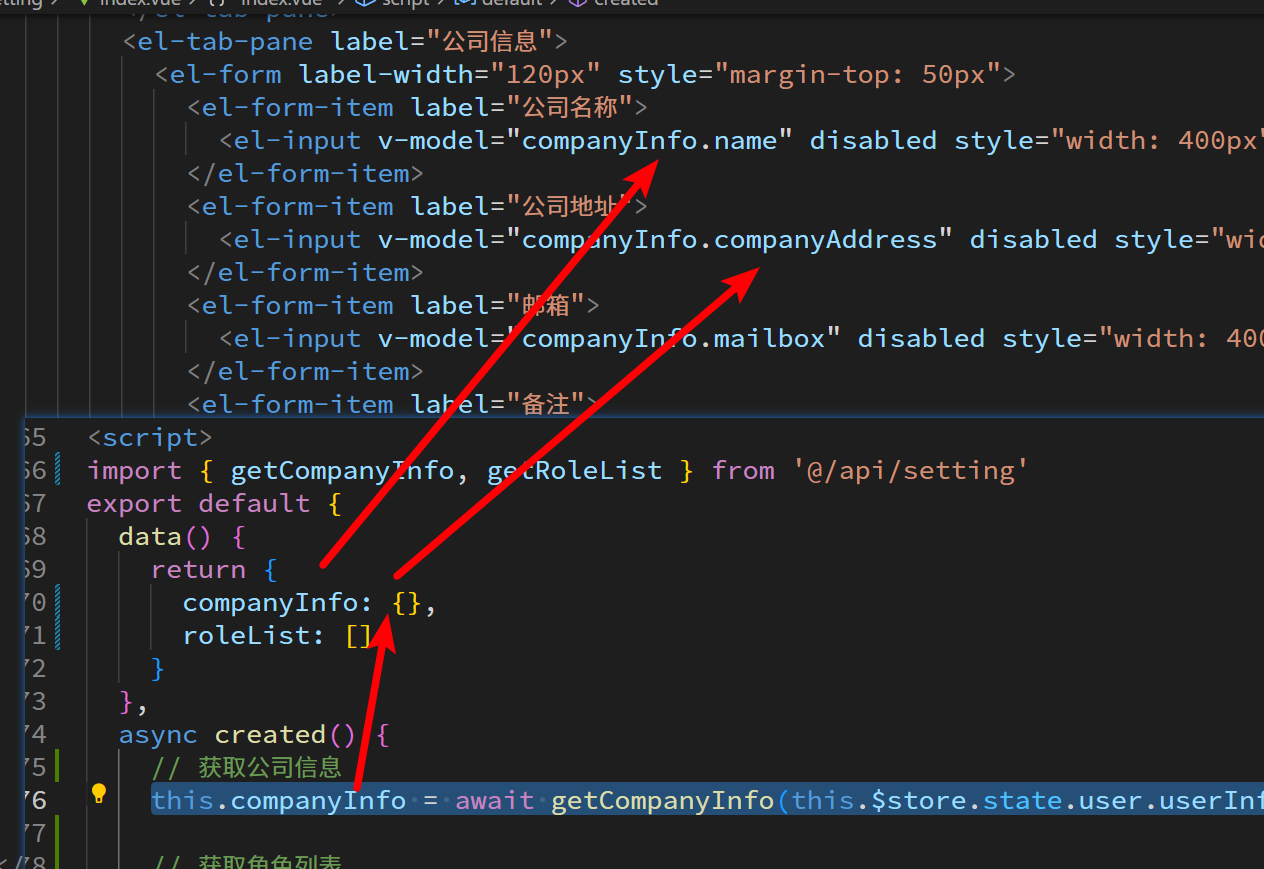 etting > index.vue > {} "index.vue" > script > default > created
</el-tab-pane>
<el-tab-pane label="公司信息">
<el-form label-width="120px" style="margin-top: 50px">
<el-form-item label="公司名称">
<el-input v-model="companyInfo.name" disabled style="width: 400px"
</el-form-item>
<el-form-item label="公司地址">
<el-input v-model="companyInfo.companyAddress" disabled style="wid
</el-form-item>
<el-form-item label="邮箱">
<el-input v-model="companyInfo.mailbox" disabled style="width: 400
</el-form-item>
<el-form-item label="备注">
65 <script>
66 import { getCompanyInfo, getRoleList } from '@/api/setting'
67 export default {
68 data() {
69 return {
70 companyInfo: {},
71 roleList: []
72 }
73 },
74 async created() {
75 // 获取公司信息
76 this.companyInfo = await getCompanyInfo(this.$store.state.user.userInf
77
</78 // 获取角色列表